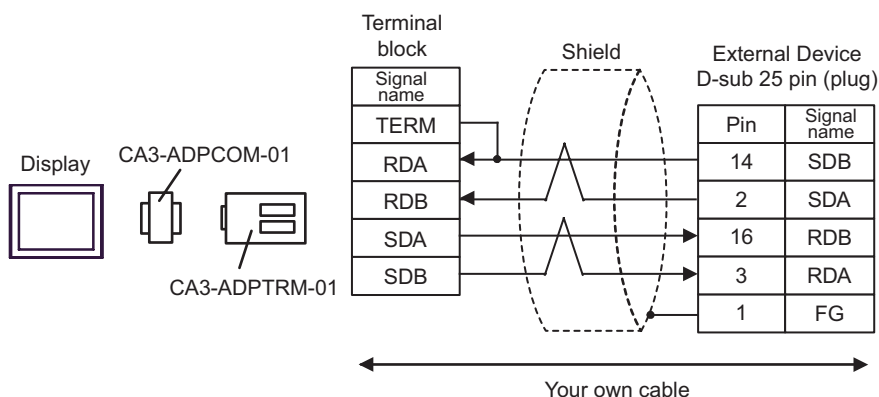 Display
CA3-ADPCOM-01
CA3-ADPTRM-01
Terminal
block
Signal
name
TERM
RDA
RDB
SDA
SDB
Shield
External Device
D-sub 25 pin (plug)
Pin
Signal
name
14 SDB
2 SDA
16 RDB
3 RDA
1 FG
Your own cable